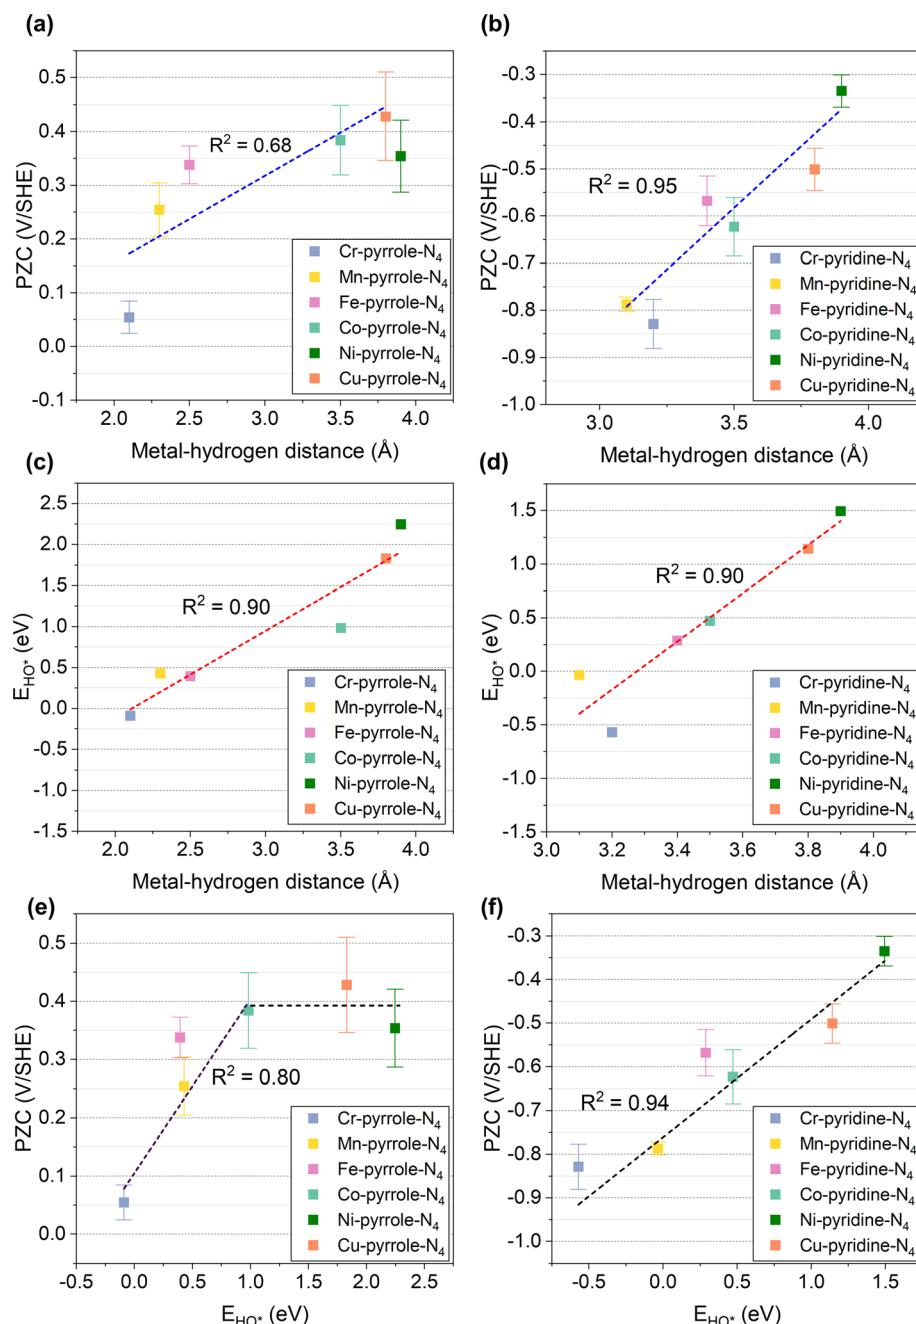 (a)
0.5
0.4
0.3
0.2
0.1
0.0
-0.1
PZC (V/SHE)
R² = 0.68
Cr-pyrrole-N₄
Mn-pyrrole-N₄
Fe-pyrrole-N₄
Co-pyrrole-N₄
Ni-pyrrole-N₄
Cu-pyrrole-N₄
2.0 2.5 3.0 3.5 4.0
Metal-hydrogen distance (Å)
(b)
-0.3
-0.4
-0.5
-0.6
-0.7
-0.8
-0.9
-1.0
PZC (V/SHE)
R² = 0.95
Cr-pyridine-N₄
Mn-pyridine-N₄
Fe-pyridine-N₄
Co-pyridine-N₄
Ni-pyridine-N₄
Cu-pyridine-N₄
3.0 3.5 4.0
Metal-hydrogen distance (Å)
(c)
2.5
2.0
1.5
1.0
0.5
0.0
-0.5
-1.0
-1.5
E_HO* (eV)
R² = 0.90
Cr-pyrrole-N₄
Mn-pyrrole-N₄
Fe-pyrrole-N₄
Co-pyrrole-N₄
Ni-pyrrole-N₄
Cu-pyrrole-N₄
2.0 2.5 3.0 3.5 4.0
Metal-hydrogen distance (Å)
(d)
1.5
1.0
0.5
0.0
-0.5
-1.0
-1.5
E_HO* (eV)
R² = 0.90
Cr-pyridine-N₄
Mn-pyridine-N₄
Fe-pyridine-N₄
Co-pyridine-N₄
Ni-pyridine-N₄
Cu-pyridine-N₄
3.0 3.2 3.4 3.6 3.8 4.0
Metal-hydrogen distance (Å)
(e)
0.5
0.4
0.3
0.2
0.1
0.0
PZC (V/SHE)
R² = 0.80
Cr-pyrrole-N₄
Mn-pyrrole-N₄
Fe-pyrrole-N₄
Co-pyrrole-N₄
Ni-pyrrole-N₄
Cu-pyrrole-N₄
-0.5 0.0 0.5 1.0 1.5 2.0 2.5
E_HO* (eV)
(f)
-0.3
-0.4
-0.5
-0.6
-0.7
-0.8
-0.9
-1.0
PZC (V/SHE)
R² = 0.94
Cr-pyridine-N₄
Mn-pyridine-N₄
Fe-pyridine-N₄
Co-pyridine-N₄
Ni-pyridine-N₄
Cu-pyridine-N₄
-0.5 0.0 0.5 1.0 1.5
E_HO* (eV)